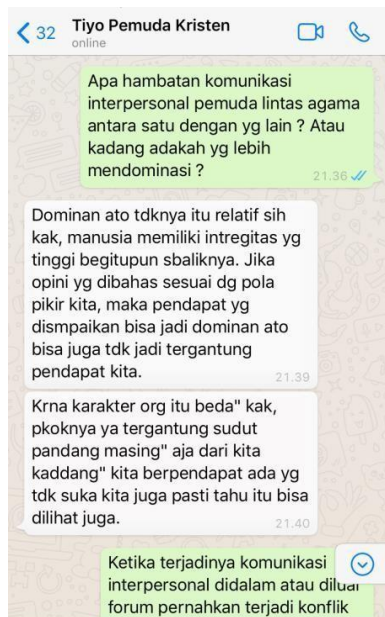 32
Tiyo Pemuda Kristen
online
Apa hambatan komunikasi
interpersonal pemuda lintas agama
antara satu dengan yg lain ? Atau
kadang adakah yg lebih
mendominasi ?
21.36
Dominan ato tdknya itu relatif sih
kak, manusia memiliki intregitas yg
tinggi begitupun sbaliknya. Jika
opini yg dibahas sesuai dg pola
pikir kita, maka pendapat yg
dismpaikan bisa jadi dominan ato
bisa juga tdk jadi tergantung
pendapat kita.
21.39
Krna karakter org itu beda" kak,
pkoknya ya tergantung sudut
pandang masing" aja dari kita
kaddang" kita berpendapat ada yg
tdk suka kita juga pasti tahu itu bisa
dilihat juga.
21.40
Ketika terjadinya komunikasi
interpersonal didalam atau diluar
forum pernahkan terjadi konflik